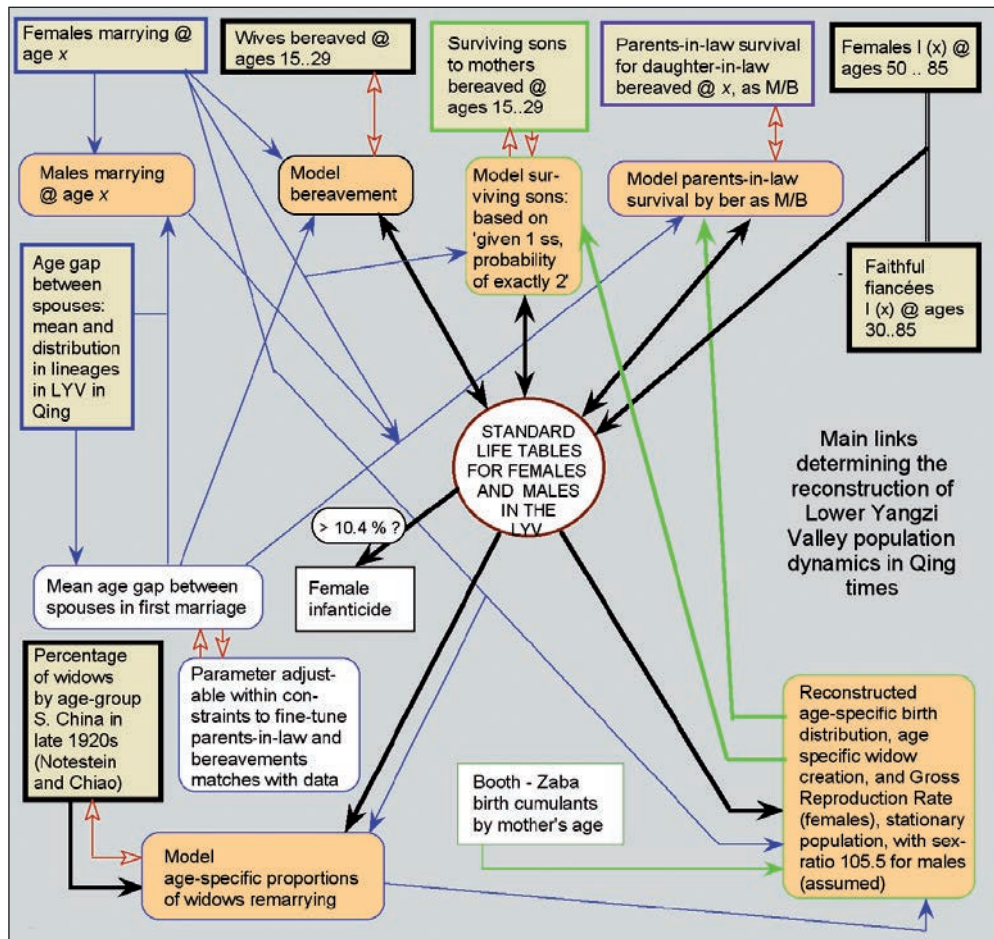 Females marrying @
age x
Wives bereaved @
ages 15..29
Surviving sons
to mothers
bereaved @
ages 15..29
Parents-in-law survival
for daughter-in-law
bereaved @ x, as M/B
Females l (x) @
ages 50 .. 85
Males marrying
@ age x
Model
bereavement
Model sur-
viving sons:
based on
'given 1 ss,
probability
of exactly 2'
Model parents-in-law
survival by ber as M/B
Age gap
between
spouses:
mean and
distribution
in lineages
in LYV in
Qing
Faithful
fiancées
l (x) @ ages
30..85
STANDARD
LIFE TABLES
FOR FEMALES
AND MALES
IN THE
LYV
Main links
determining the
reconstruction of
Lower Yangzi
Valley population
dynamics in Qing
times
> 10.4 % ?
Female
infanticide
Mean age gap between
spouses in first marriage
Percentage
of widows
by age-group
S. China in
late 1920s
(Notestein
and Chiao)
Parameter adjust-
able within con-
straints to fine-tune
parents-in-law and
bereavements
matches with data
Booth - Zaba
birth cumulants
by mother's age
Reconstructed
age-specific birth
distribution, age
specific widow
creation, and Gross
Reproduction Rate
(females), stationary
population, with sex-
ratio 105.5 for males
(assumed)
Model
age-specific proportions
of widows remarrying